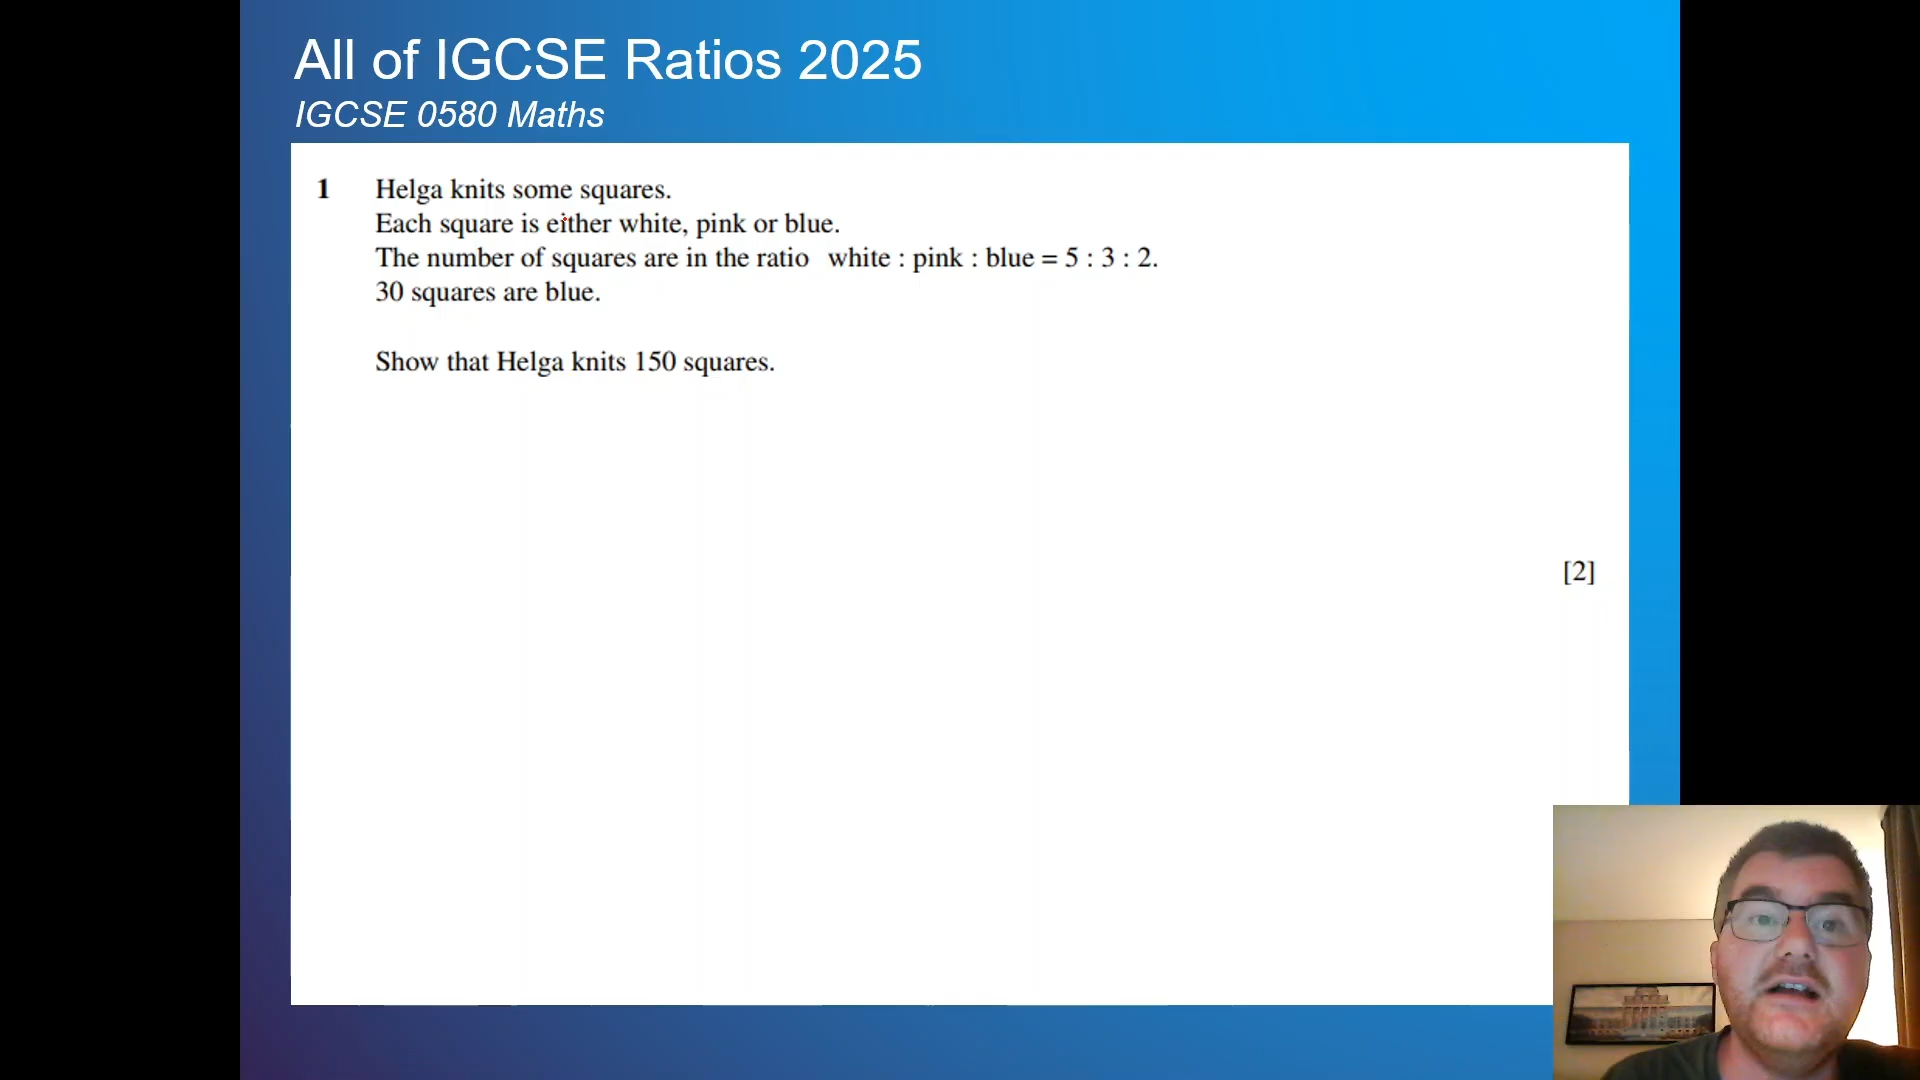 All of IGCSE Ratios 2025
IGCSE 0580 Maths
1 Helga knits some squares.
Each square is either white, pink or blue.
The number of squares are in the ratio white : pink : blue = 5 : 3 : 2.
30 squares are blue.
Show that Helga knits 150 squares.
[2]